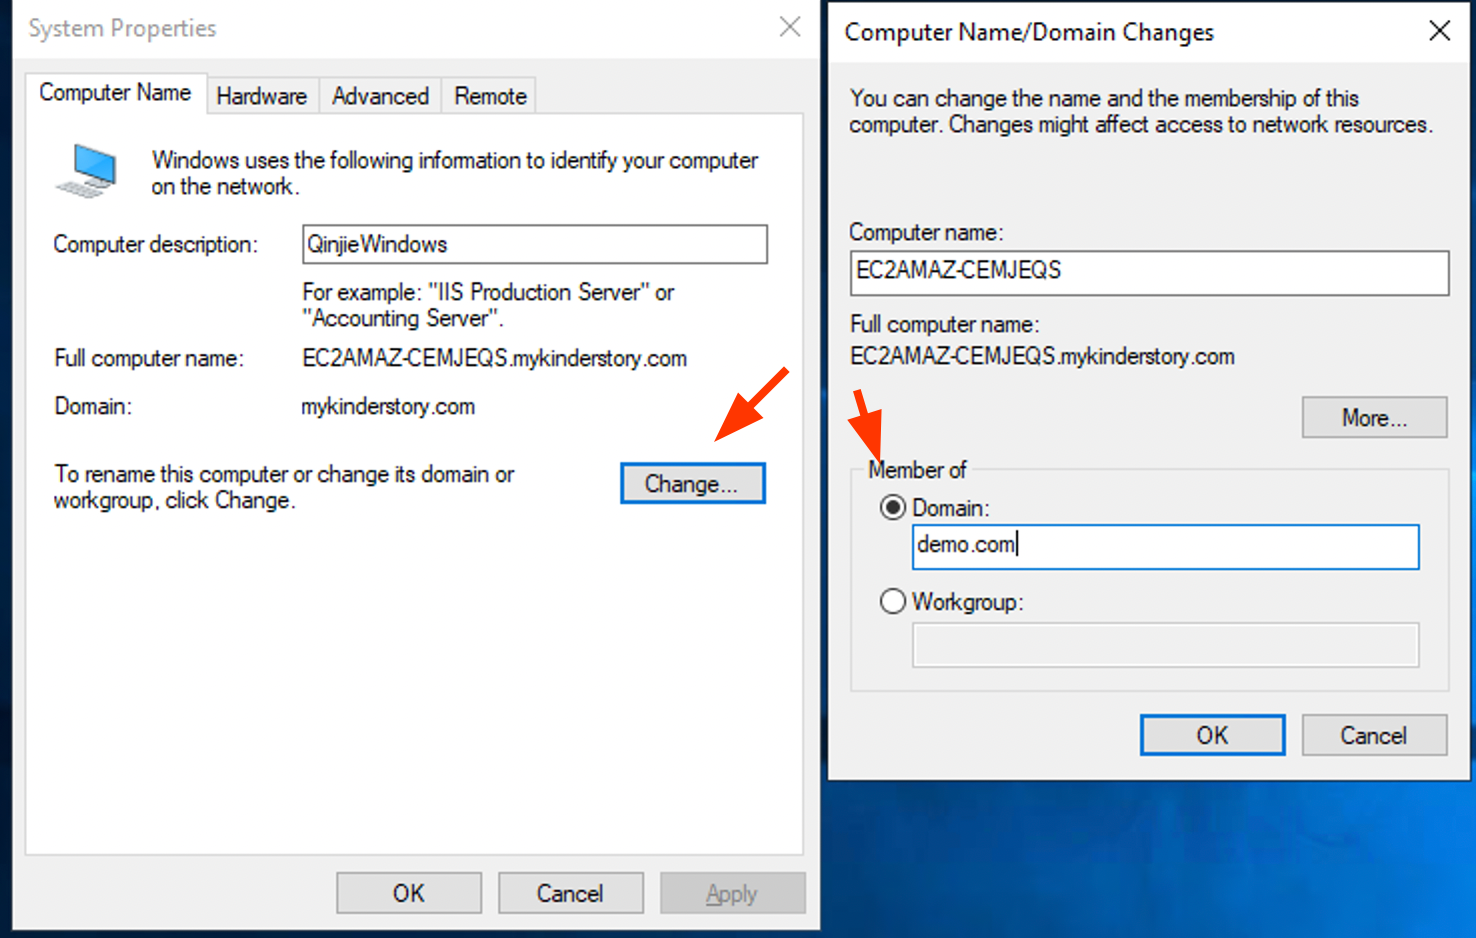 System Properties
Computer Name
Hardware
Advanced
Remote
Windows uses the following information to identify your computer
on the network.
Computer description:
QinjieWindows
For example: "IIS Production Server" or
"Accounting Server".
Full computer name:
EC2AMAZ-CEMJEQS.mykinderstory.com
Domain:
mykinderstory.com
To rename this computer or change its domain or
workgroup, click Change.
Change...
OK
Cancel
Apply
Computer Name/Domain Changes
You can change the name and the membership of this
computer. Changes might affect access to network resources.
Computer name:
EC2AMAZ-CEMJEQS
Full computer name:
EC2AMAZ-CEMJEQS.mykinderstory.com
More...
Member of
Domain:
demo.com
Workgroup:
OK
Cancel